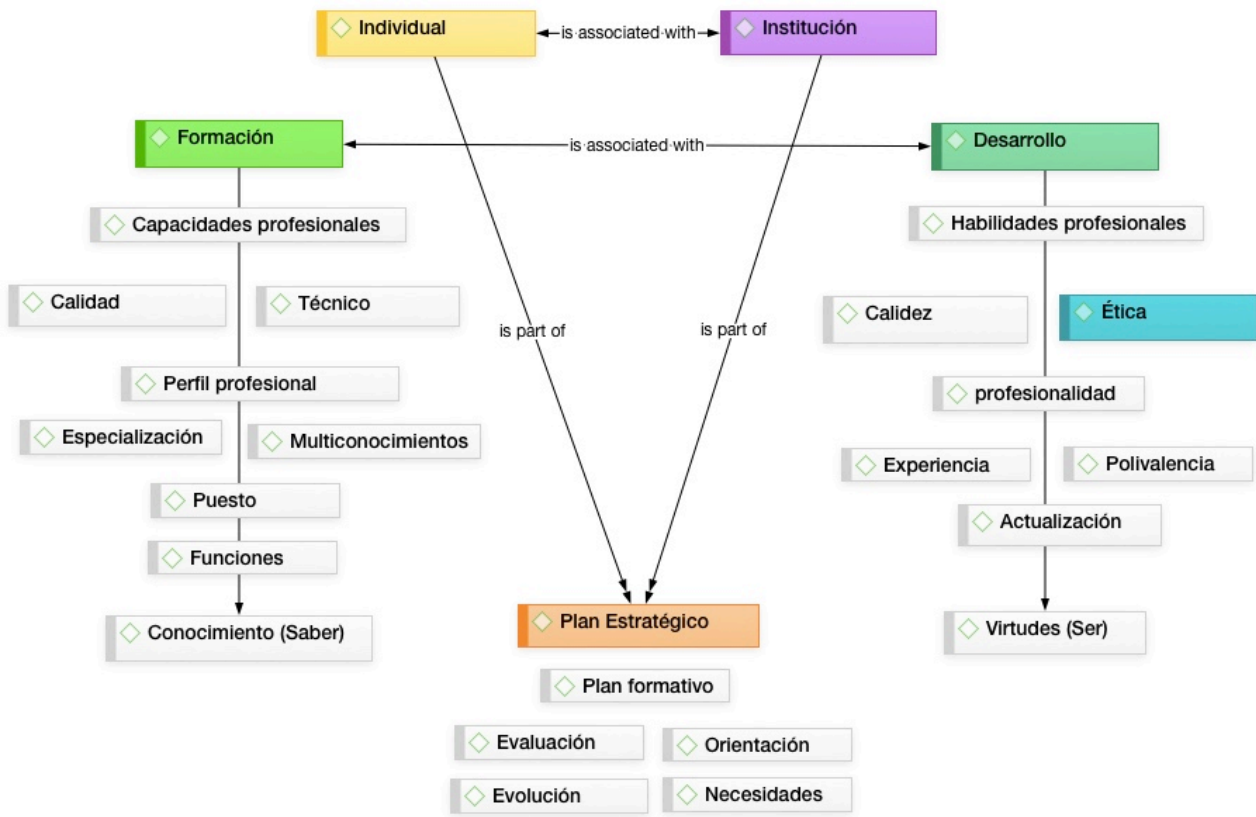 Individual
is associated with
Institución
Formación
is associated with
Desarrollo
Capacidades profesionales
Habilidades profesionales
Calidad
Técnico
Calidez
Ética
is part of
is part of
Perfil profesional
profesionalidad
Especialización
Multiconocimientos
Experiencia
Polivalencia
Puesto
Actualización
Funciones
Conocimiento (Saber)
Plan Estratégico
Virtudes (Ser)
Plan formativo
Evaluación
Orientación
Evolución
Necesidades